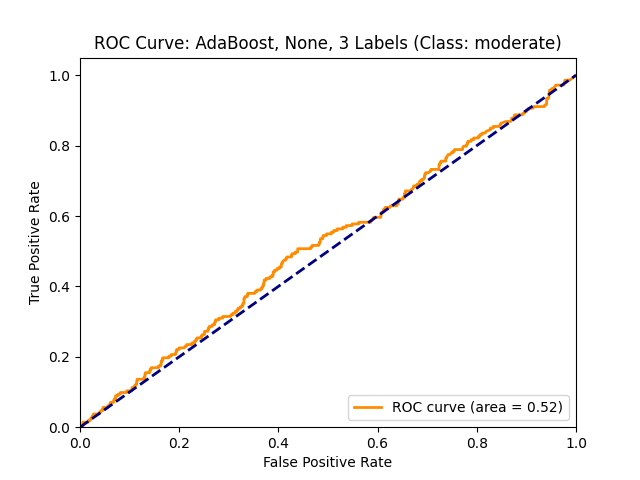 ROC Curve: AdaBoost, None, 3 Labels (Class: moderate)
True Positive Rate
1.0
0.8
0.6
0.4
0.2
0.0
ROC curve (area = 0.52)
0.0 0.2 0.4 0.6 0.8 1.0
False Positive Rate